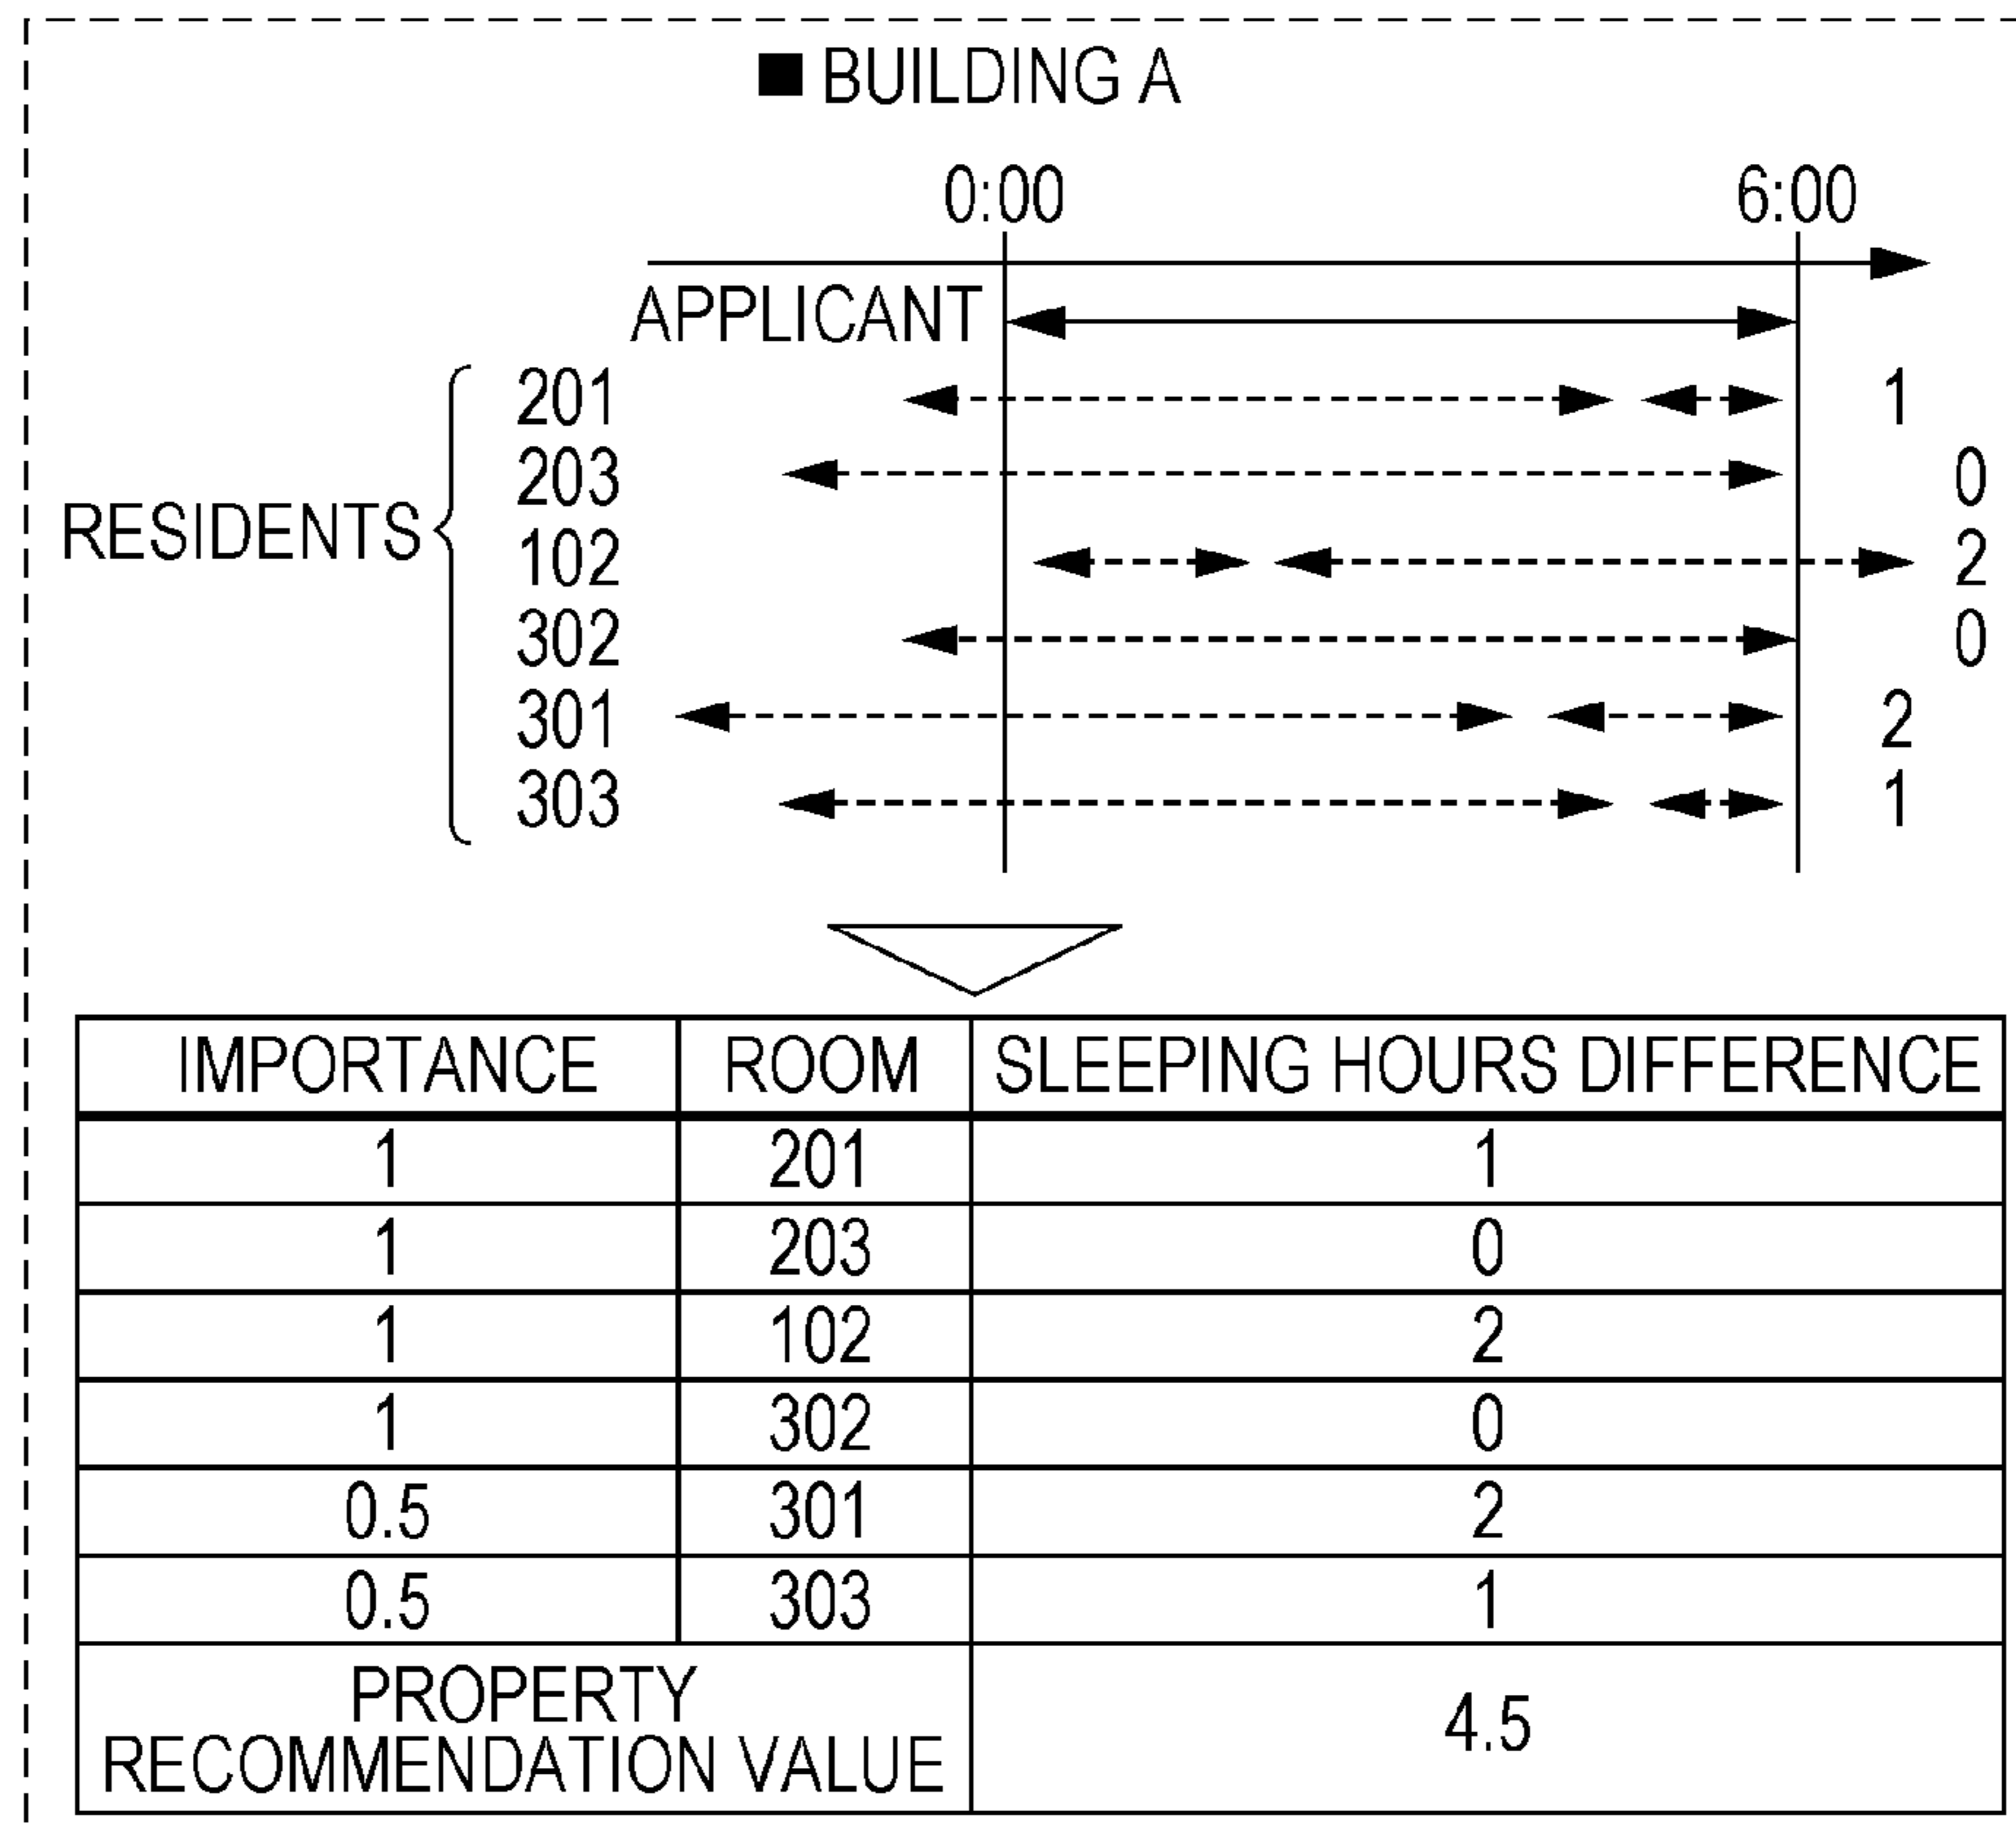 ■ BUILDING A
0:00 6:00
APPLICANT
RESIDENTS
201 1
203 0
102 2
302 0
301 2
303 1
IMPORTANCE ROOM SLEEPING HOURS DIFFERENCE
1 201 1
1 203 0
1 102 2
1 302 0
0.5 301 2
0.5 303 1
PROPERTY
RECOMMENDATION VALUE 4.5